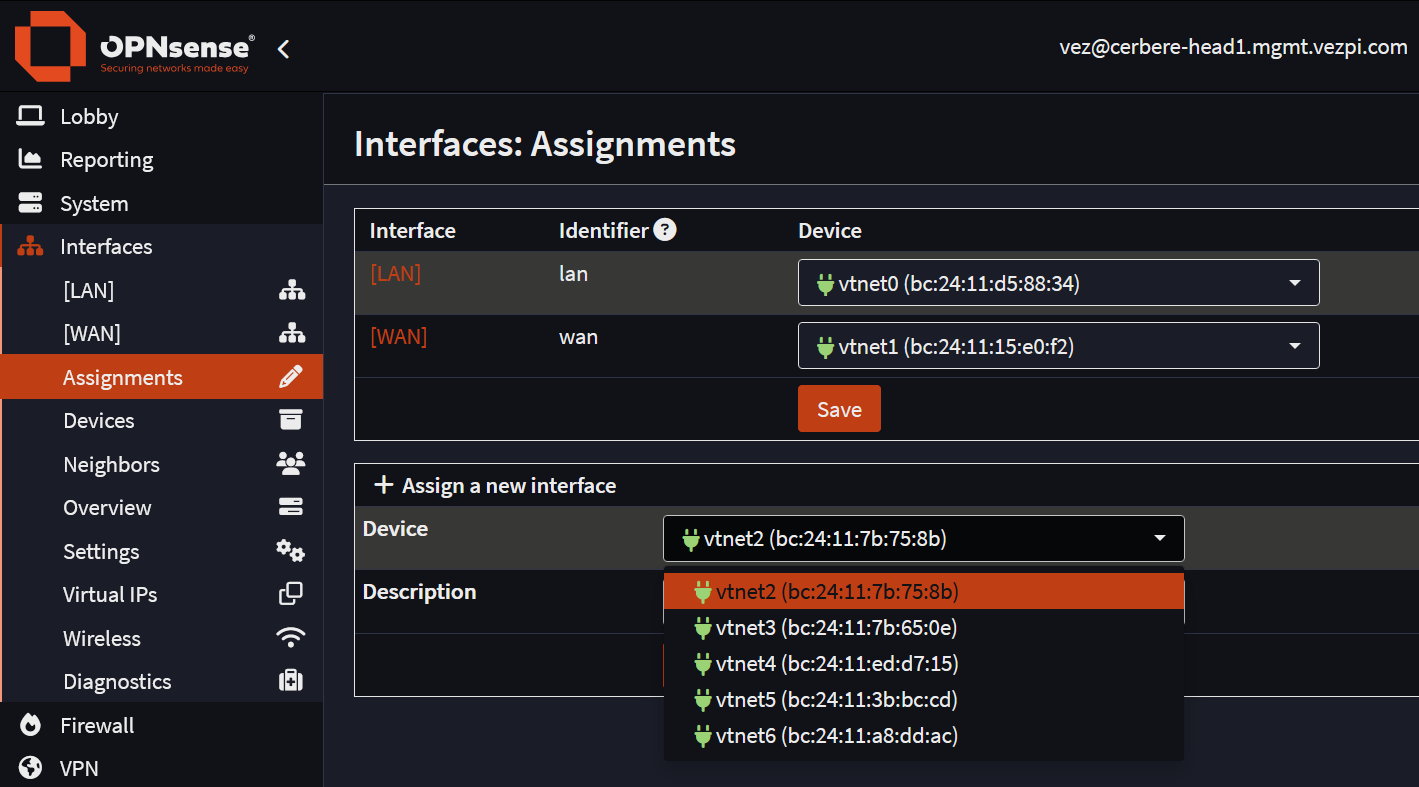 OPNsense®
Securing networks made easy
vez@cerbere-head1.mgmt.vezpi.com
Lobby
Reporting
System
Interfaces
[LAN]
[WAN]
Assignments
Devices
Neighbors
Overview
Settings
Virtual IPs
Wireless
Diagnostics
Firewall
VPN
Interfaces: Assignments
Interface Identifier ? Device
[LAN] lan vtnet0 (bc:24:11:d5:88:34)
[WAN] wan vtnet1 (bc:24:11:15:e0:f2)
Save
+ Assign a new interface
Device vtnet2 (bc:24:11:7b:75:8b)
Description
vtnet2 (bc:24:11:7b:75:8b)
vtnet3 (bc:24:11:7b:65:0e)
vtnet4 (bc:24:11:ed:d7:15)
vtnet5 (bc:24:11:3b:bc:cd)
vtnet6 (bc:24:11:a8:dd:ac)